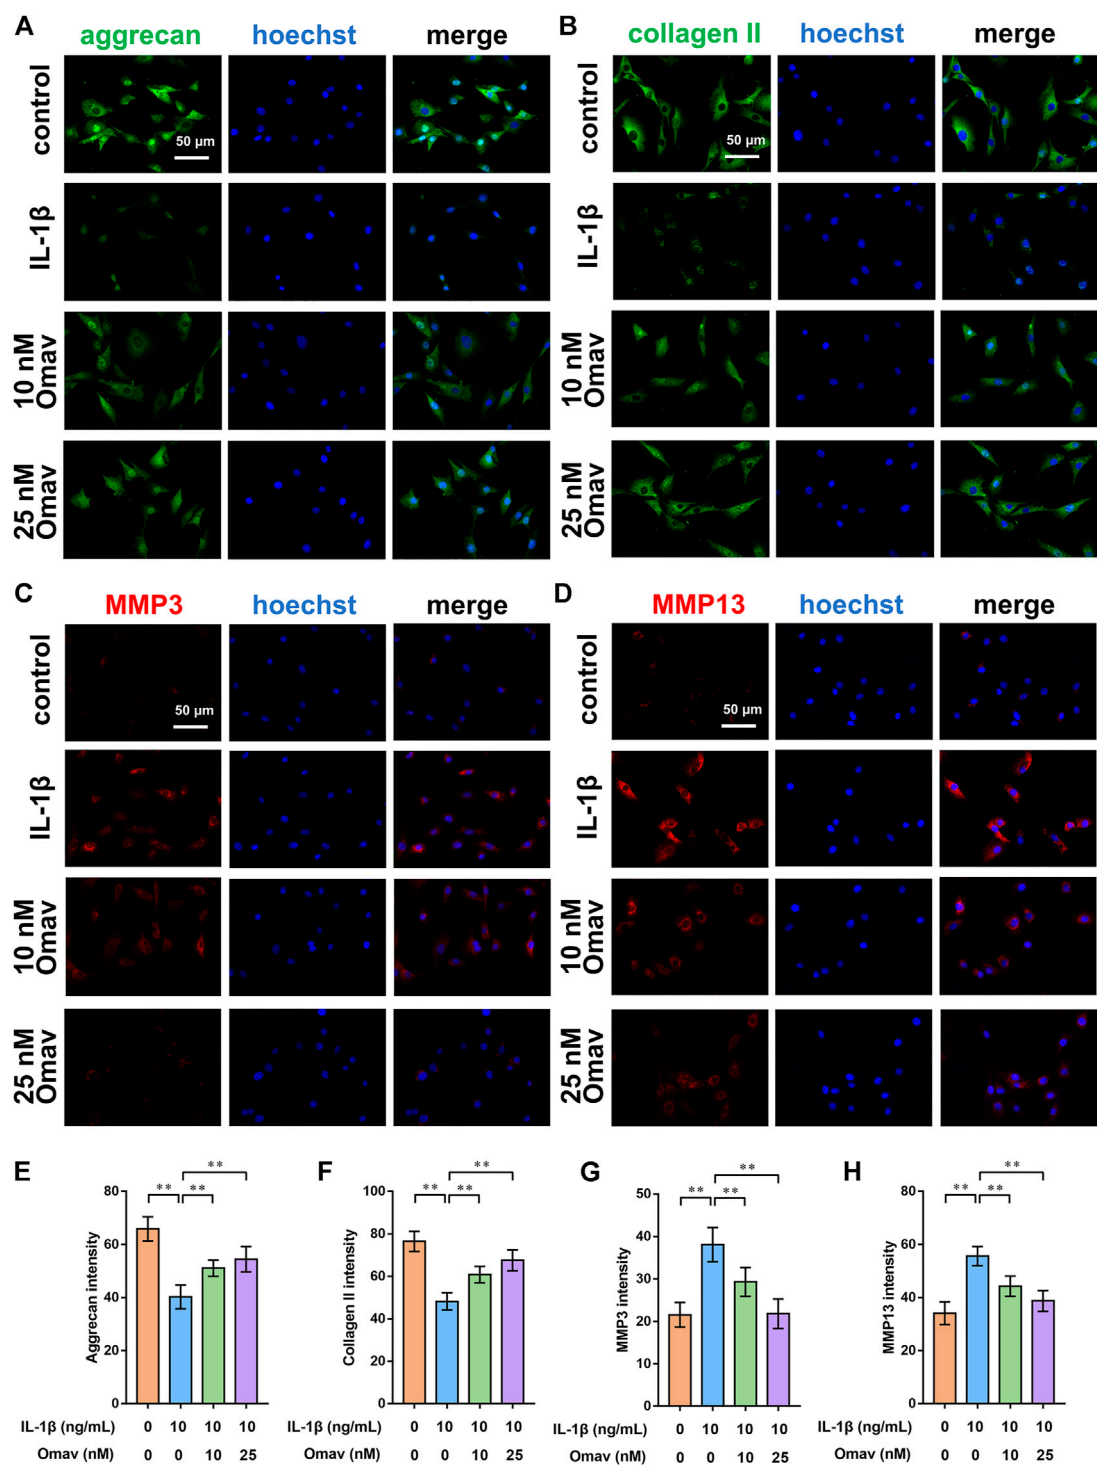 A
aggrecan hoechst merge
control
50 μm
IL-1β
10 nM
Omav
25 nM
Omav
B
collagen II hoechst merge
control
50 μm
IL-1β
10 nM
Omav
25 nM
Omav
C
MMP3 hoechst merge
control
50 μm
IL-1β
10 nM
Omav
25 nM
Omav
D
MMP13 hoechst merge
control
50 μm
IL-1β
10 nM
Omav
25 nM
Omav
E
Aggrecan intensity
80
60
40
20
0
** ** **
IL-1β (ng/mL) 0 10 10 10
Omav (nM) 0 0 10 25
F
Collagen II intensity
100
80
60
40
20
0
** ** **
IL-1β (ng/mL) 0 10 10 10
Omav (nM) 0 0 10 25
G
MMP3 intensity
50
40
30
20
10
0
** ** **
IL-1β (ng/mL) 0 10 10 10
Omav (nM) 0 0 10 25
H
MMP13 intensity
80
60
40
20
0
** ** **
IL-1β (ng/mL) 0 10 10 10
Omav (nM) 0 0 10 25